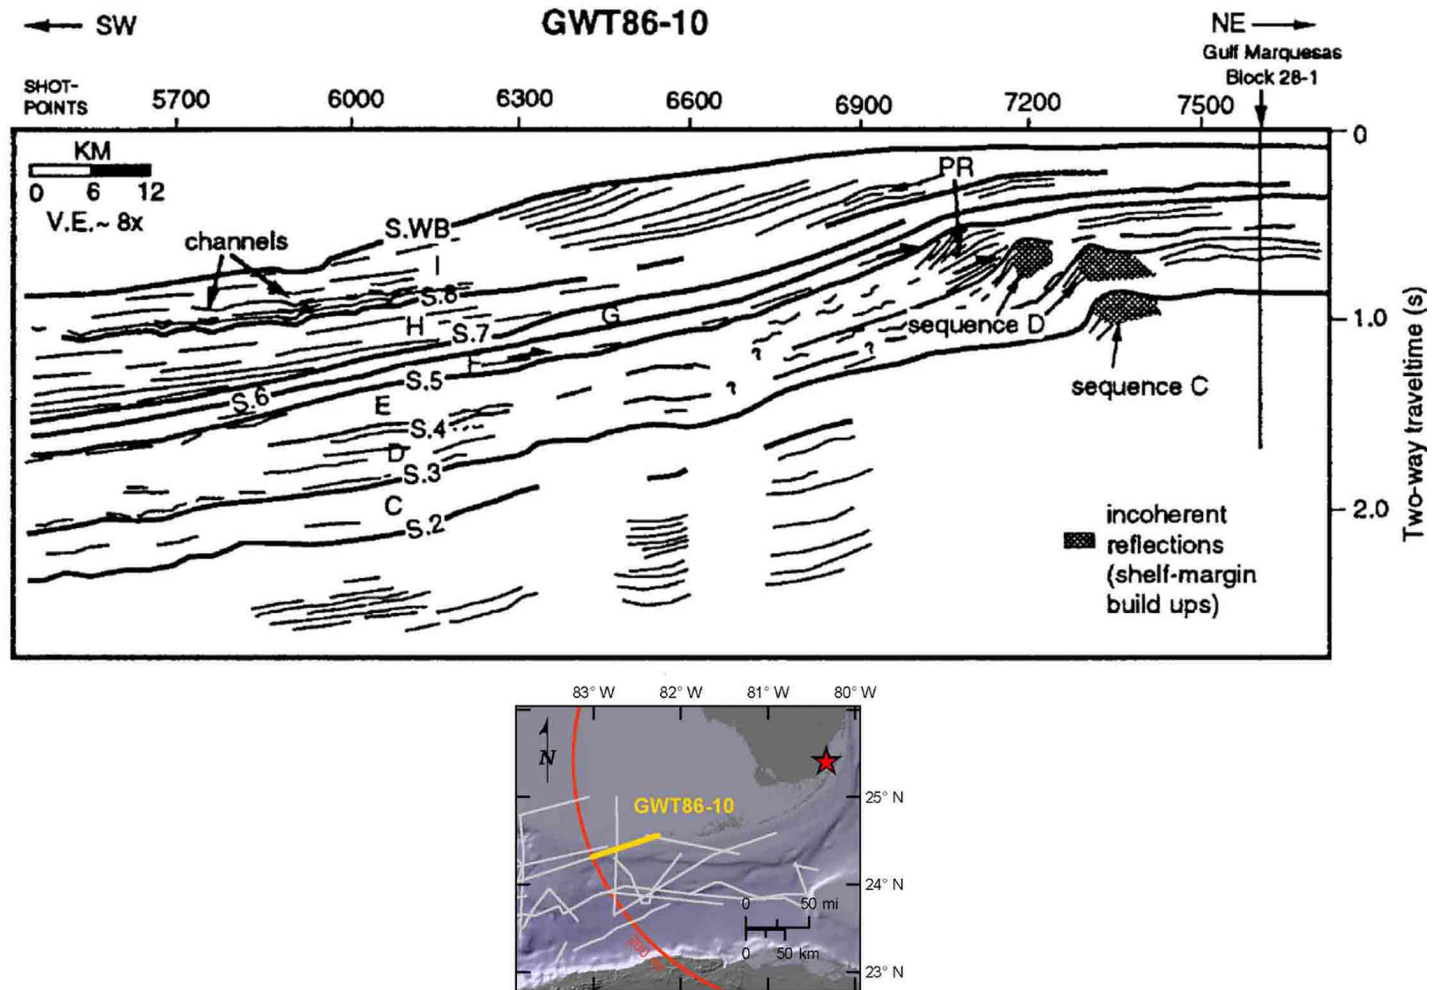 SW
GWT86-10
NE
Gulf Marquesas
Block 28-1
SHOT-
POINTS
5700
6000
6300
6600
6900
7200
7500
KM
0 6 12
V.E.~ 8x
channels
S.WB
I
S.8
H
S.7
G
F
S.6
S.5
E
S.4
D
S.3
C
S.2
PR
?
?
?
sequence D
sequence C
incoherent
reflections
(shelf-margin
build ups)
0
1.0
2.0
Two-way traveltime (s)
83° W
82° W
81° W
80° W
N
GWT86-10
25° N
24° N
23° N
0 50 mi
0 50 km